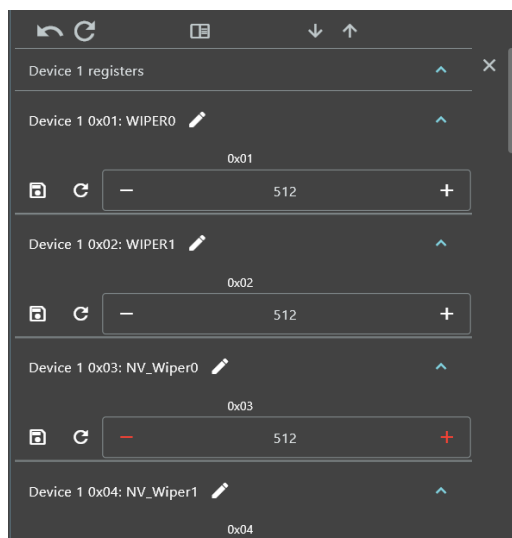 Device 1 registers
Device 1 0x01: WIPER0
0x01
512
Device 1 0x02: WIPER1
0x02
512
Device 1 0x03: NV_Wiper0
0x03
512
Device 1 0x04: NV_Wiper1
0x04